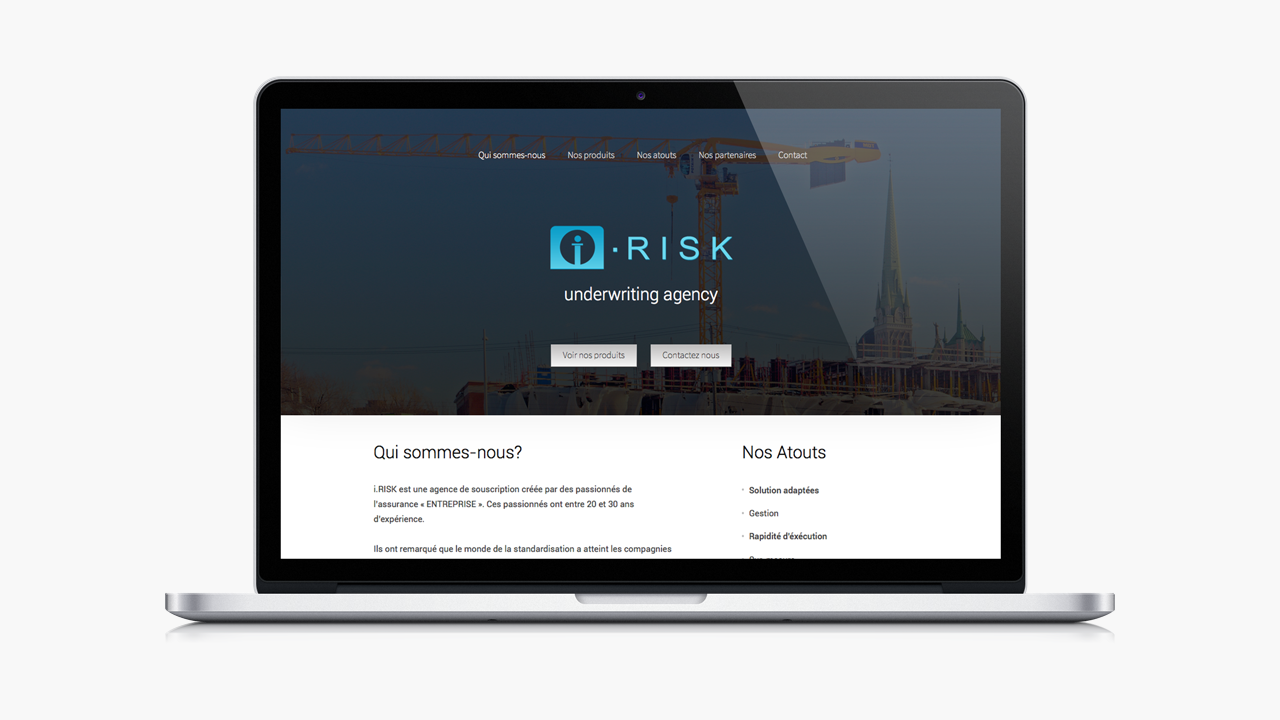 Qui sommes-nous Nos produits Nos atouts Nos partenaires Contact
i · RISK
underwriting agency
Voir nos produits Contactez nous
Qui sommes-nous?
i.RISK est une agence de souscription créée par des passionnés de
l'assurance « ENTREPRISE ». Ces passionnés ont entre 20 et 30 ans
d'expérience.
Ils ont remarqué que le monde de la standardisation a atteint les compagnies
Nos Atouts
· Solution adaptées
· Gestion
· Rapidité d'éxécution